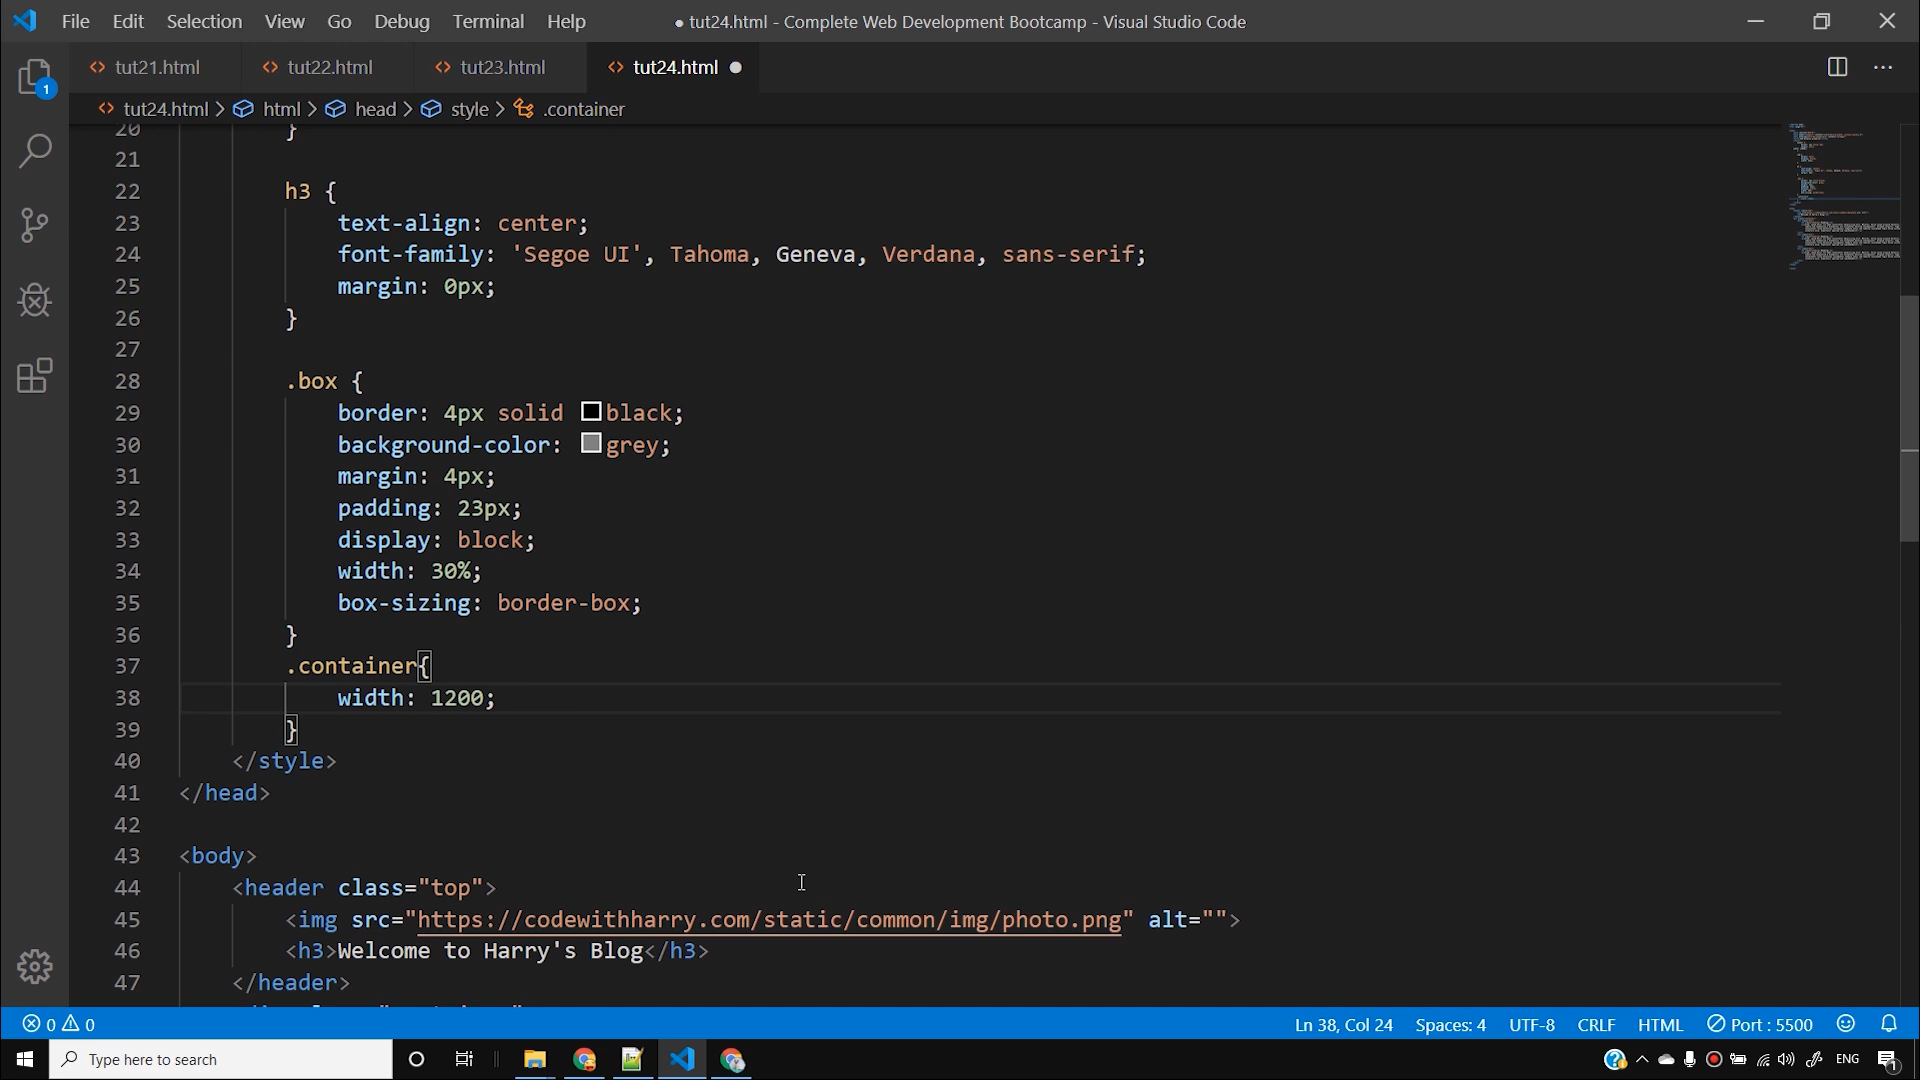 File Edit Selection View Go Debug Terminal Help ● tut24.html - Complete Web Development Bootcamp - Visual Studio Code
tut21.html tut22.html tut23.html tut24.html
tut24.html > html > head > style > .container
1
20 }
21
22 h3 {
23 text-align: center;
24 font-family: 'Segoe UI', Tahoma, Geneva, Verdana, sans-serif;
25 margin: 0px;
26 }
27
28 .box {
29 border: 4px solid black;
30 background-color: grey;
31 margin: 4px;
32 padding: 23px;
33 display: block;
34 width: 30%;
35 box-sizing: border-box;
36 }
37 .container{
38 width: 1200;
39 }
40 </style>
41 </head>
42
43 <body>
44 <header class="top">
45 <img src="https://codewithharry.com/static/common/img/photo.png" alt="">
46 <h3>Welcome to Harry's Blog</h3>
47 </header>
0 0 Ln 38, Col 24 Spaces: 4 UTF-8 CRLF HTML Port : 5500
Type here to search ENG 1